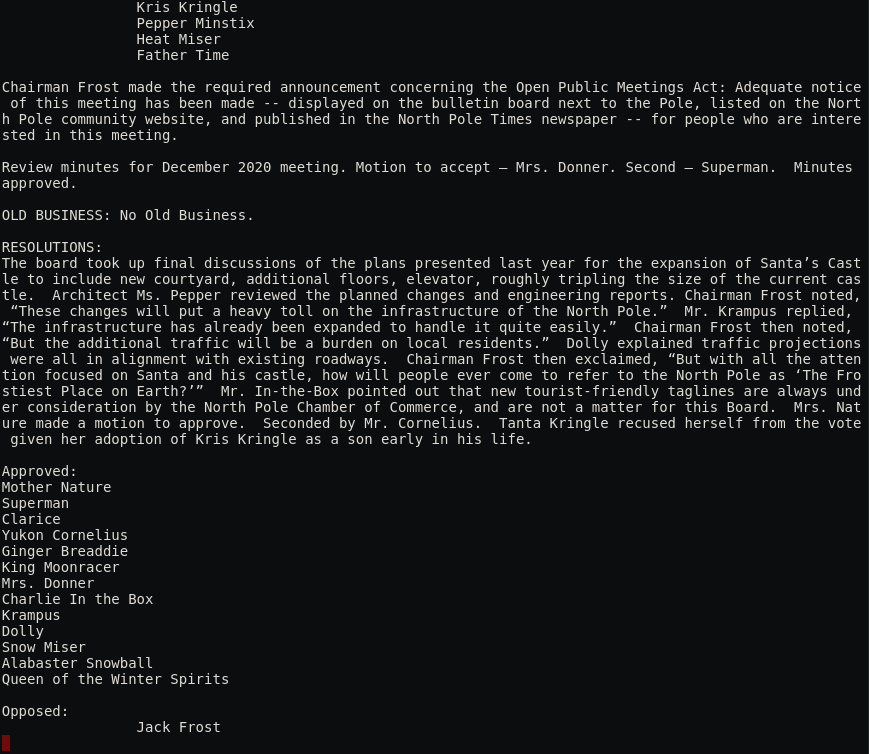 Kris Kringle
Pepper Minstix
Heat Miser
Father Time
Chairman Frost made the required announcement concerning the Open Public Meetings Act: Adequate notice
 of this meeting has been made -- displayed on the bulletin board next to the Pole, listed on the Nort
h Pole community website, and published in the North Pole Times newspaper -- for people who are intere
sted in this meeting.
Review minutes for December 2020 meeting. Motion to accept – Mrs. Donner. Second – Superman.  Minutes
approved.
OLD BUSINESS: No Old Business.
RESOLUTIONS:
The board took up final discussions of the plans presented last year for the expansion of Santa’s Cast
le to include new courtyard, additional floors, elevator, roughly tripling the size of the current cas
tle.  Architect Ms. Pepper reviewed the planned changes and engineering reports. Chairman Frost noted,
 “These changes will put a heavy toll on the infrastructure of the North Pole.”  Mr. Krampus replied,
“The infrastructure has already been expanded to handle it quite easily.”  Chairman Frost then noted,
“But the additional traffic will be a burden on local residents.”  Dolly explained traffic projections
 were all in alignment with existing roadways.  Chairman Frost then exclaimed, “But with all the atten
tion focused on Santa and his castle, how will people ever come to refer to the North Pole as ‘The Fro
stiest Place on Earth?’”  Mr. In-the-Box pointed out that new tourist-friendly taglines are always und
er consideration by the North Pole Chamber of Commerce, and are not a matter for this Board.  Mrs. Nat
ure made a motion to approve.  Seconded by Mr. Cornelius.  Tanta Kringle recused herself from the vote
 given her adoption of Kris Kringle as a son early in his life.
Approved:
Mother Nature
Superman
Clarice
Yukon Cornelius
Ginger Breaddie
King Moonracer
Mrs. Donner
Charlie In the Box
Krampus
Dolly
Snow Miser
Alabaster Snowball
Queen of the Winter Spirits
Opposed:
Jack Frost